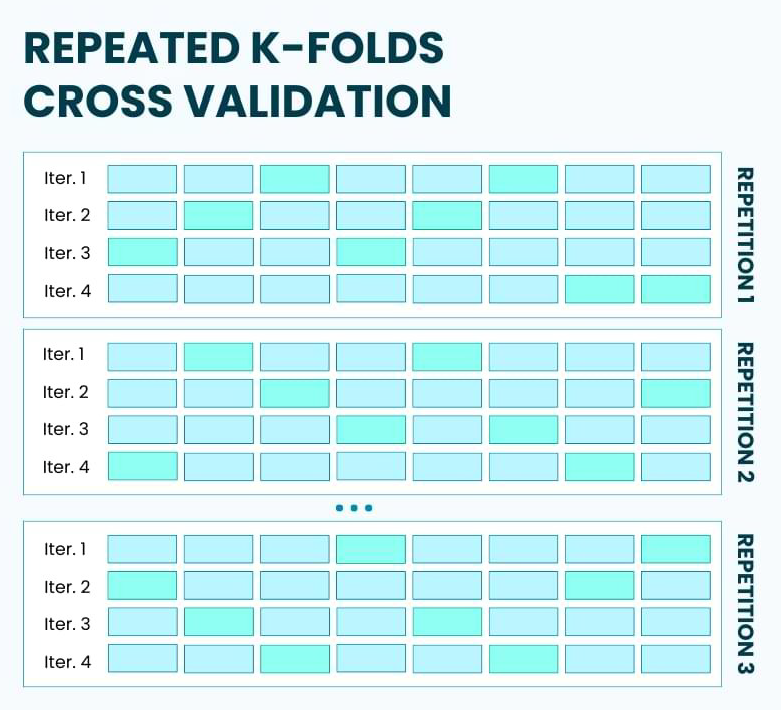 REPEATED K-FOLDS
CROSS VALIDATION
Iter. 1
Iter. 2
Iter. 3
Iter. 4
REPETITION 1
Iter. 1
Iter. 2
Iter. 3
Iter. 4
REPETITION 2
Iter. 1
Iter. 2
Iter. 3
Iter. 4
REPETITION 3